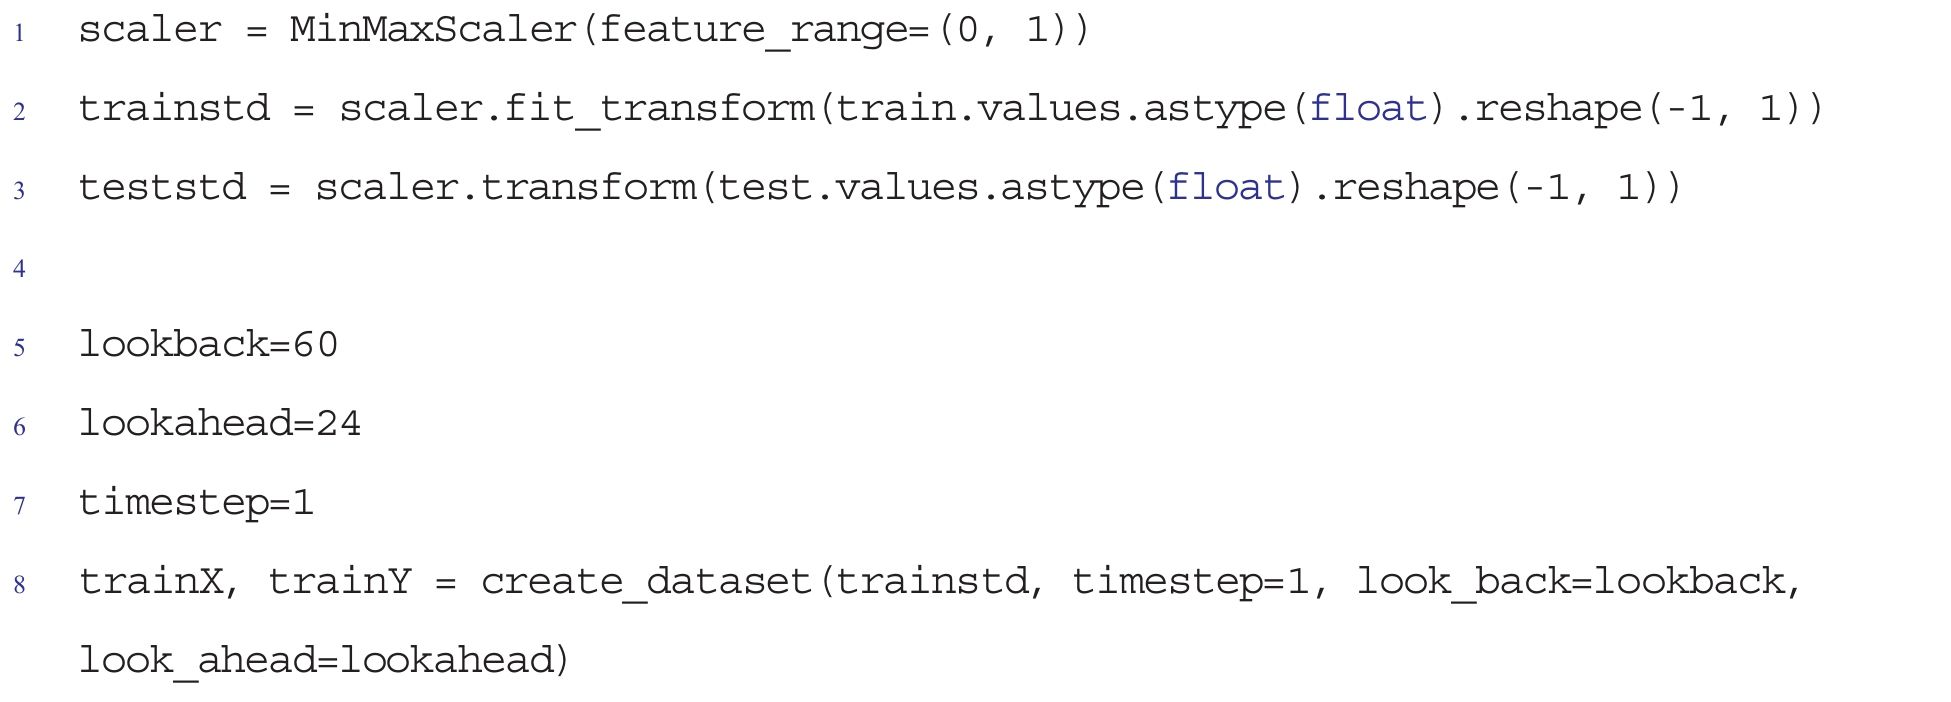 1 scaler = MinMaxScaler(feature_range=(0, 1))
2 trainstd = scaler.fit_transform(train.values.astype(float).reshape(-1, 1))
3 teststd = scaler.transform(test.values.astype(float).reshape(-1, 1))
4
5 lookback=60
6 lookahead=24
7 timestep=1
8 trainX, trainY = create_dataset(trainstd, timestep=1, look_back=lookback,
look_ahead=lookahead)